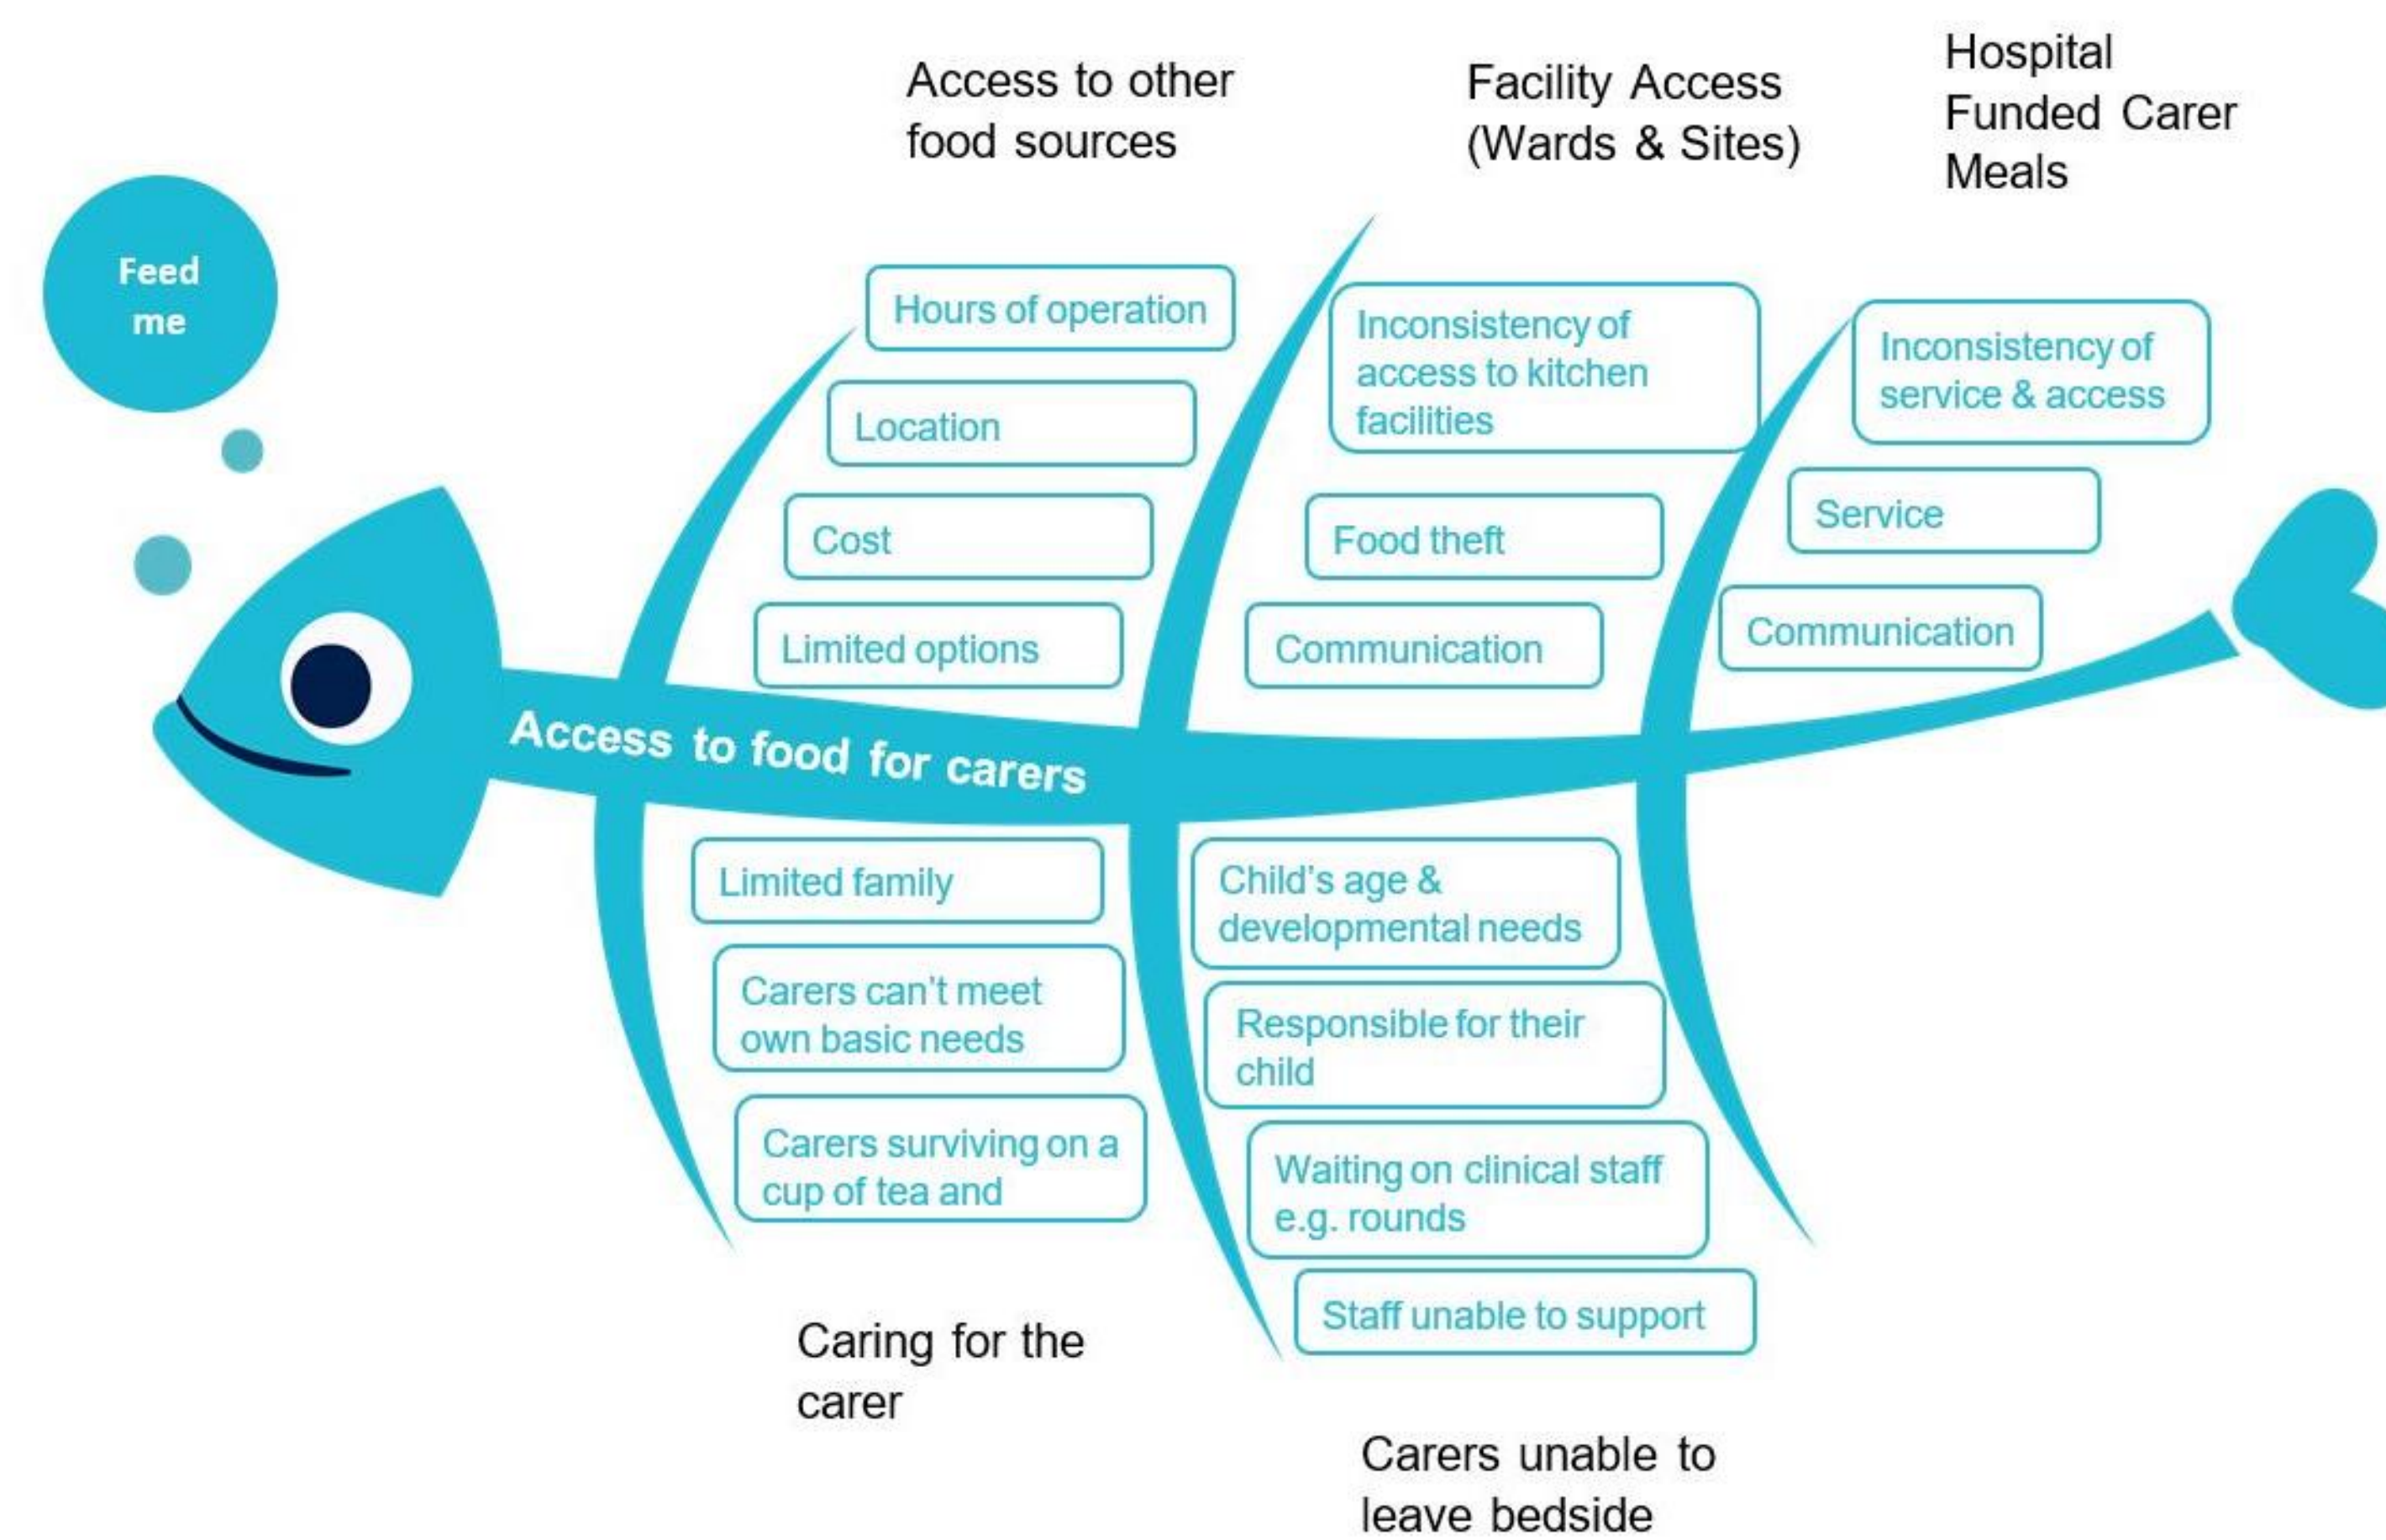 Access to other
food sources
Facility Access
(Wards & Sites)
Hospital
Funded Carer
Meals
Feed
me
Hours of operation
Location
Cost
Limited options
Inconsistency of
access to kitchen
facilities
Food theft
Communication
Inconsistency of
service & access
Service
Communication
Access to food for carers
Limited family
Carers can't meet
own basic needs
Carers surviving on a
cup of tea and
Child's age &
developmental needs
Responsible for their
child
Waiting on clinical staff
e.g. rounds
Staff unable to support
Caring for the
carer
Carers unable to
leave bedside